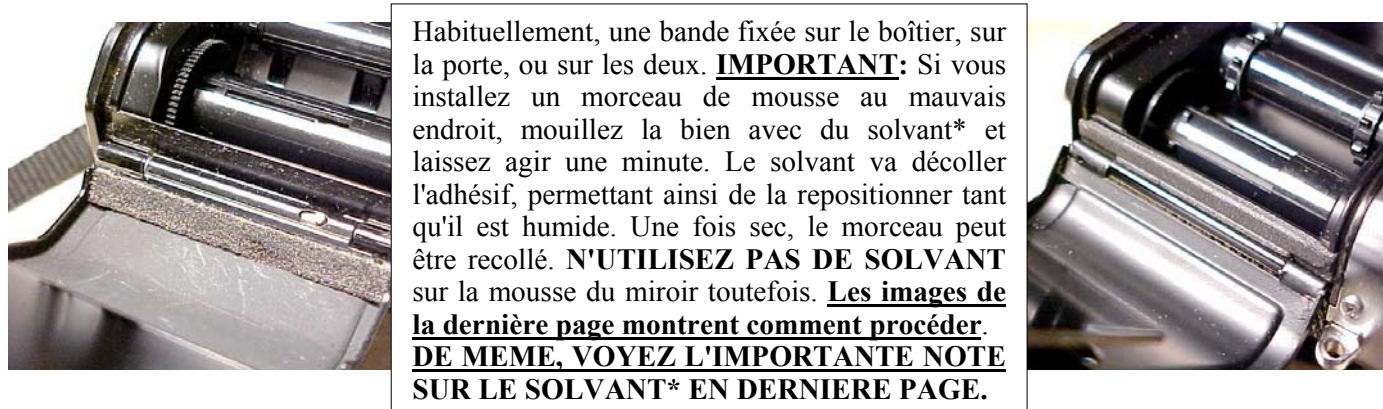 Habituellement, une bande fixée sur le boîtier, sur
la porte, ou sur les deux. IMPORTANT: Si vous
installez un morceau de mousse au mauvais
endroit, mouillez la bien avec du solvant* et
laissez agir une minute. Le solvant va décoller
l'adhésif, permettant ainsi de la repositionner tant
qu'il est humide. Une fois sec, le morceau peut
être recollé. N'UTILISEZ PAS DE SOLVANT
sur la mousse du miroir toutefois. Les images de
la dernière page montrent comment procéder.
DE MEME, VOYEZ L'IMPORTANTE NOTE
SUR LE SOLVANT* EN DERNIERE PAGE.